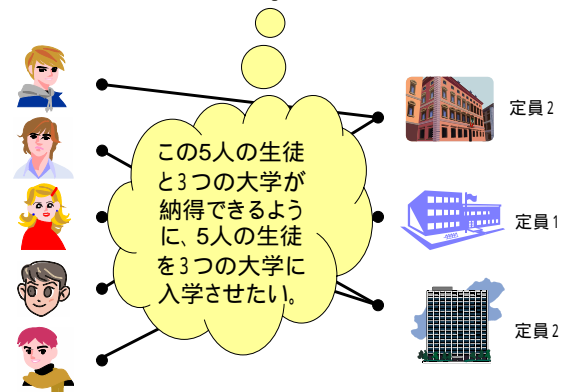 この5人の生徒
と3つの大学が
納得できるよう
に、5人の生徒
を3つの大学に
入学させたい。
定員2
定員1
定員2